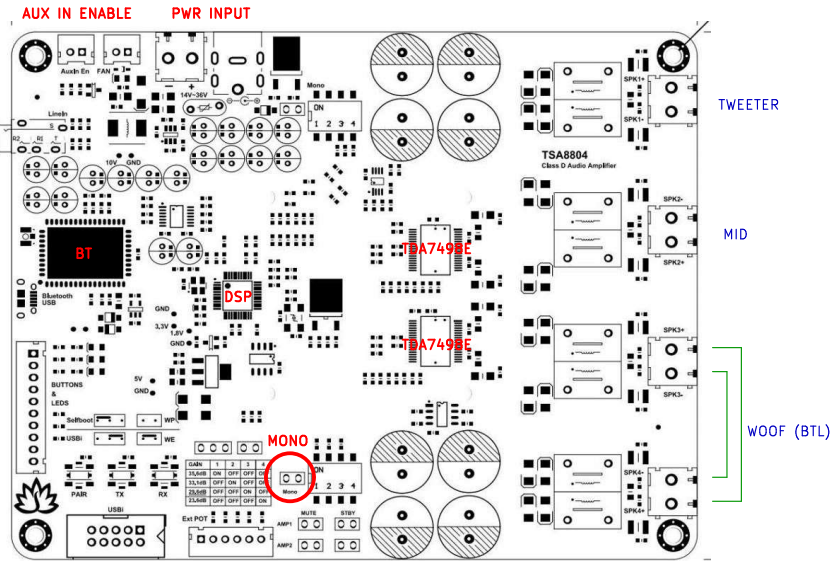 AUX IN ENABLE
PWR INPUT
AuxIn En
FAN
14V~36V
Mono
ON
1 2 3 4
SPK1+
SPK1-
TWEETER
LineIn
S
R2
R1
T
10V
GND
TSA8804
Class D Audio Amplifier
SPK2-
SPK2+
MID
BT
TDA7498E
DSP
Bluetooth
USB
GND
3,3V
1,8V
GND
TDA7498E
SPK3+
SPK3-
5V
GND
BUTTONS
&
LEDS
Selfboot
WP
USBi
WE
WOOF (BTL)
MONO
GAIN 1 2 3 4
35,6dB ON OFF OFF
33,1dB OFF ON OFF
29,6dB OFF OFF ON
23,6dB OFF OFF OFF ON
Mono
ON
1 2 3 4
SPK4-
SPK4+
PAIR
TX
RX
USBi
Ext POT
MUTE
STBY
AMP1
AMP2